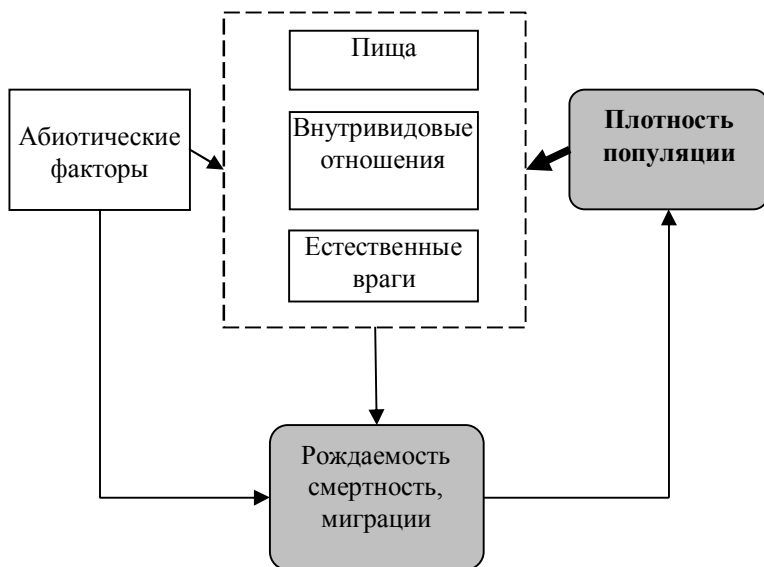 Пища
Абиотические
факторы
Внутривидовые
отношения
Плотность
популяции
Естественные
враги
Рождаемость
смертность,
миграции